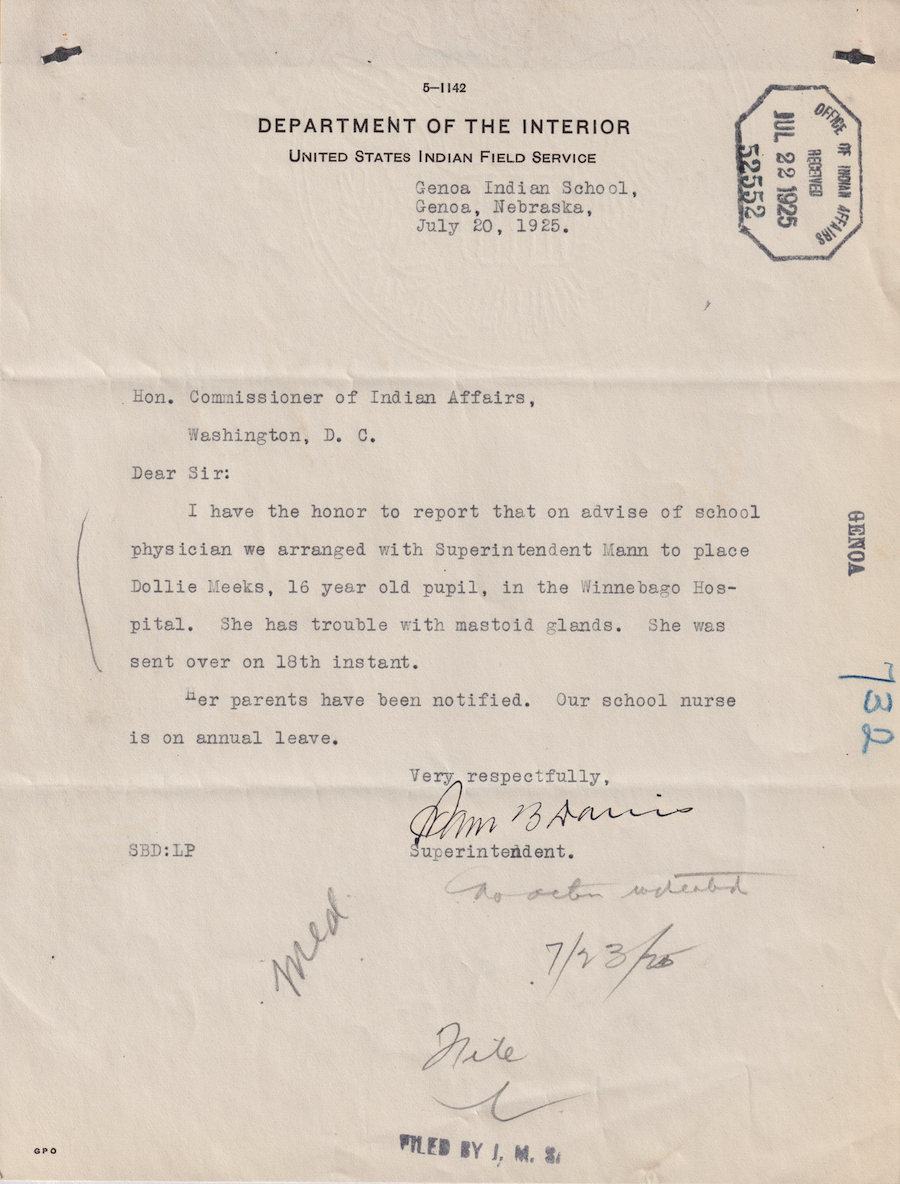 5—1142
DEPARTMENT OF THE INTERIOR
UNITED STATES INDIAN FIELD SERVICE
OFFICE OF INDIAN AFFAIRS
RECEIVED
JUL 22 1925
52552
Genoa Indian School,
Genoa, Nebraska,
July 20, 1925.
Hon. Commissioner of Indian Affairs,
Washington, D. C.
Dear Sir:
I have the honor to report that on advise of school
physician we arranged with Superintendent Mann to place
Dollie Meeks, 16 year old pupil, in the Winnebago Hos-
pital. She has trouble with mastoid glands. She was
sent over on 18th instant.
Her parents have been notified. Our school nurse
is on annual leave.
GENOA
732
Very respectfully,
Sam B Davis
SBD:LP
Superintendent.
No action indicated
Med.
7/23/25
File
FILED BY J. M. S.
GPO